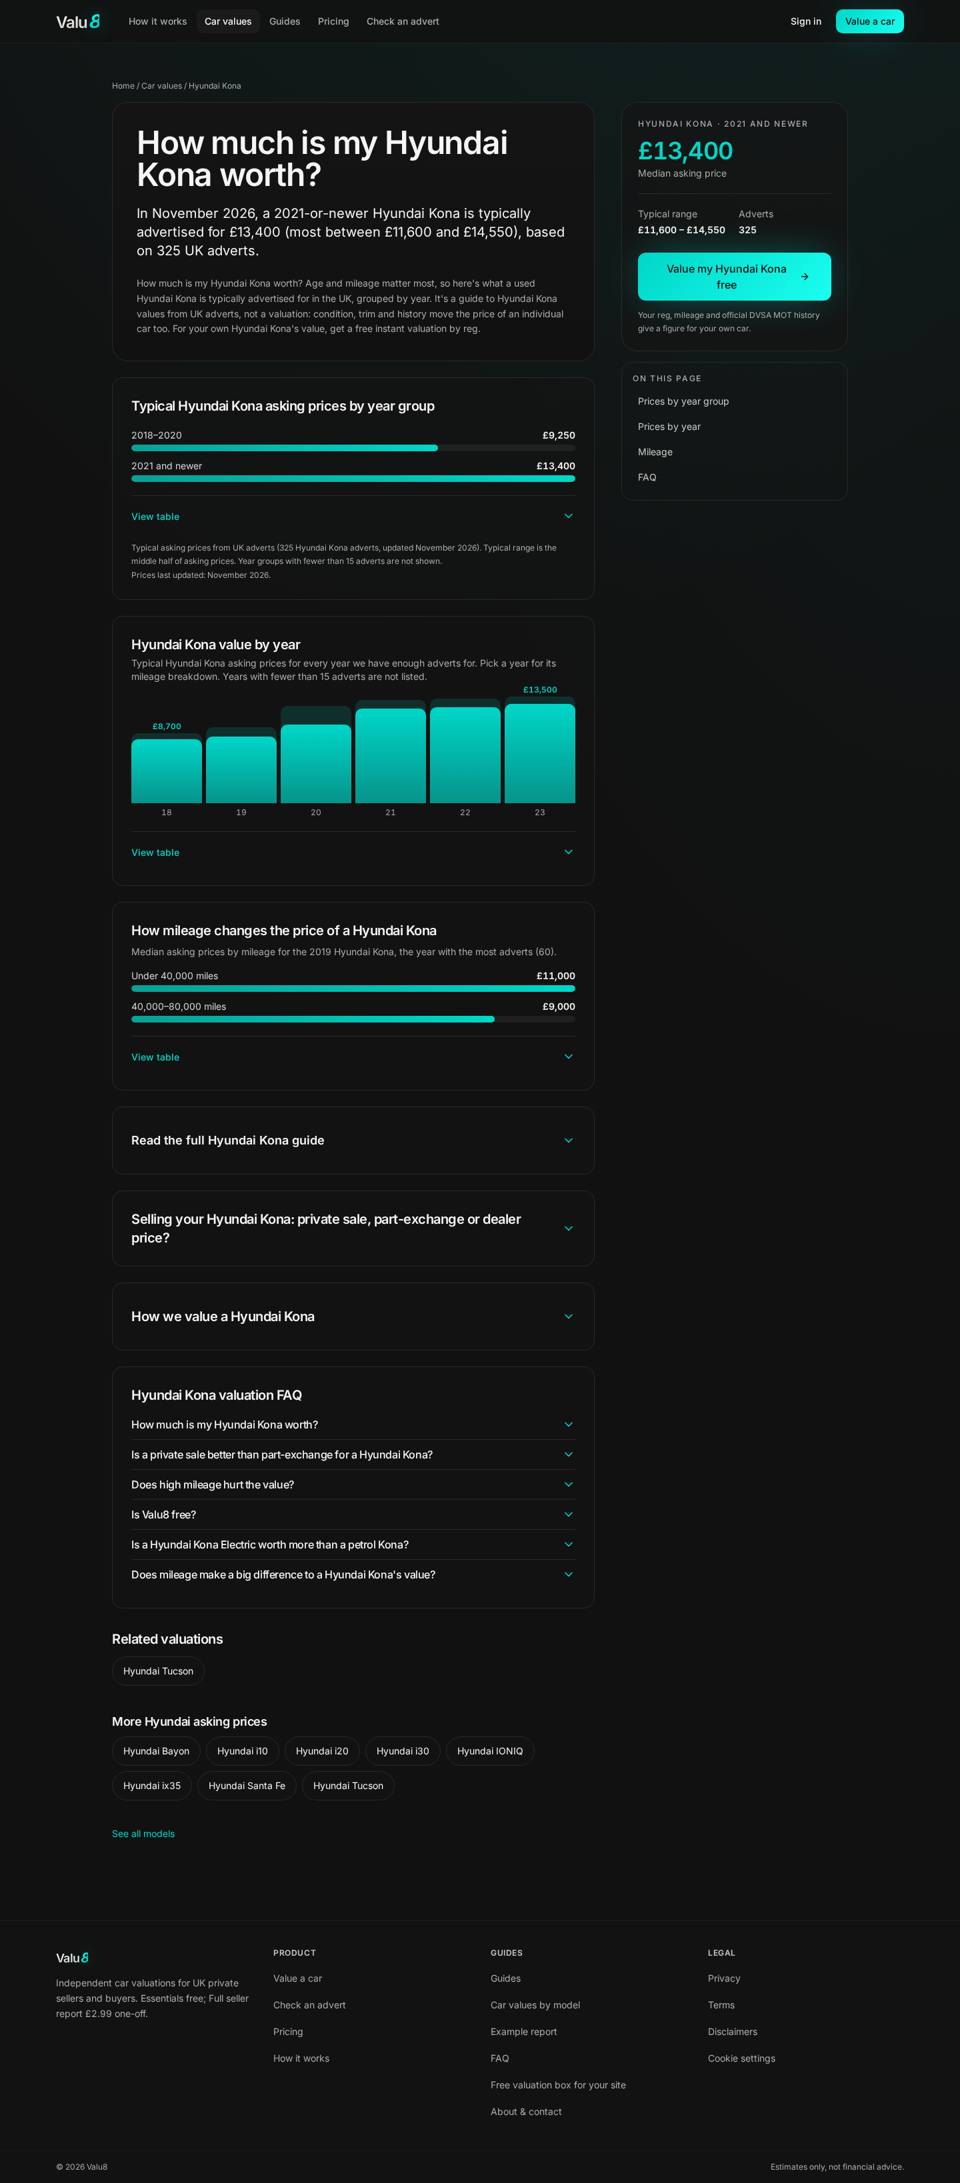 Valu8
How it works
Car values
Guides
Pricing
Check an advert
Sign in
Value a car
Home / Car values / Hyundai Kona
How much is my Hyundai
Kona worth?
In November 2026, a 2021-or-newer Hyundai Kona is typically
advertised for £13,400 (most between £11,600 and £14,550), based
on 325 UK adverts.
How much is my Hyundai Kona worth? Age and mileage matter most, so here's what a used
Hyundai Kona is typically advertised for in the UK, grouped by year. It's a guide to Hyundai Kona
values from UK adverts, not a valuation: condition, trim and history move the price of an individual
car too. For your own Hyundai Kona's value, get a free instant valuation by reg.
HYUNDAI KONA · 2021 AND NEWER
£13,400
Median asking price
Typical range
Adverts
£11,600 – £14,550
325
Value my Hyundai Kona
free
Your reg, mileage and official DVSA MOT history
give a figure for your own car.
ON THIS PAGE
Prices by year group
Prices by year
Mileage
FAQ
Typical Hyundai Kona asking prices by year group
2018–2020
£9,250
2021 and newer
£13,400
View table
Typical asking prices from UK adverts (325 Hyundai Kona adverts, updated November 2026). Typical range is the
middle half of asking prices. Year groups with fewer than 15 adverts are not shown.
Prices last updated: November 2026.
Hyundai Kona value by year
Typical Hyundai Kona asking prices for every year we have enough adverts for. Pick a year for its
mileage breakdown. Years with fewer than 15 adverts are not listed.
£8,700
£13,500
18
19
20
21
22
23
View table
How mileage changes the price of a Hyundai Kona
Median asking prices by mileage for the 2019 Hyundai Kona, the year with the most adverts (60).
Under 40,000 miles
£11,000
40,000–80,000 miles
£9,000
View table
Read the full Hyundai Kona guide
Selling your Hyundai Kona: private sale, part-exchange or dealer
price?
How we value a Hyundai Kona
Hyundai Kona valuation FAQ
How much is my Hyundai Kona worth?
Is a private sale better than part-exchange for a Hyundai Kona?
Does high mileage hurt the value?
Is Valu8 free?
Is a Hyundai Kona Electric worth more than a petrol Kona?
Does mileage make a big difference to a Hyundai Kona's value?
Related valuations
Hyundai Tucson
More Hyundai asking prices
Hyundai Bayon
Hyundai i10
Hyundai i20
Hyundai i30
Hyundai IONIQ
Hyundai ix35
Hyundai Santa Fe
Hyundai Tucson
See all models
Valu8
Independent car valuations for UK private
sellers and buyers. Essentials free; Full seller
report £2.99 one-off.
PRODUCT
Value a car
Check an advert
Pricing
How it works
GUIDES
Guides
Car values by model
Example report
FAQ
Free valuation box for your site
About & contact
LEGAL
Privacy
Terms
Disclaimers
Cookie settings
© 2026 Valu8
Estimates only, not financial advice.